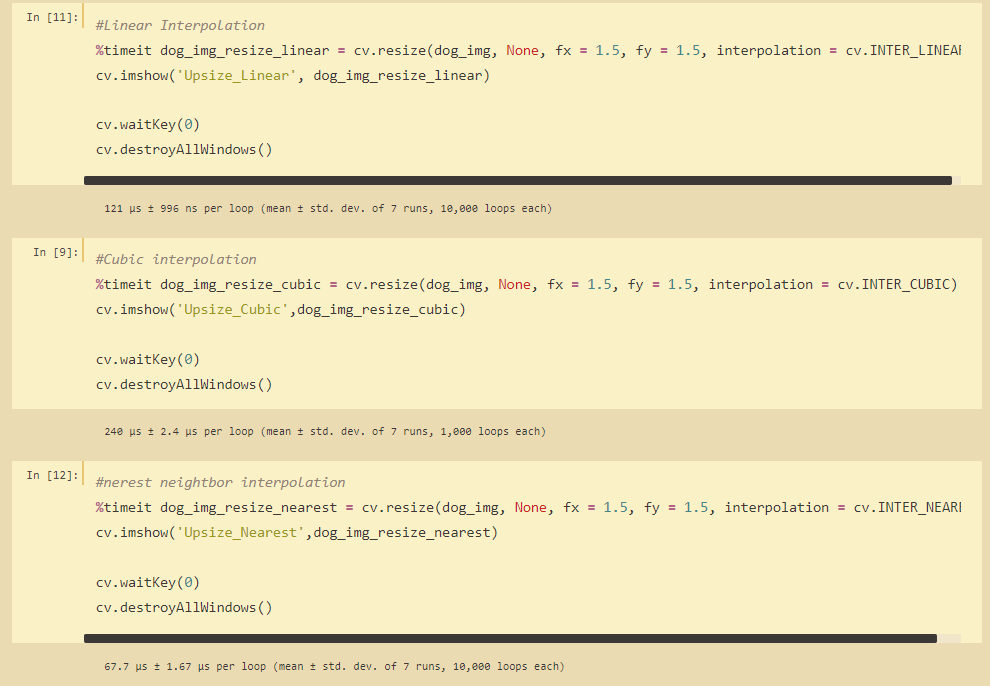 In [11]:
#Linear Interpolation
%timeit dog_img_resize_linear = cv.resize(dog_img, None, fx = 1.5, fy = 1.5, interpolation = cv.INTER_LINEA
cv.imshow('Upsize_Linear', dog_img_resize_linear)
cv.waitKey(0)
cv.destroyAllWindows()
121 µs ± 996 ns per loop (mean ± std. dev. of 7 runs, 10,000 loops each)
In [9]:
#Cubic interpolation
%timeit dog_img_resize_cubic = cv.resize(dog_img, None, fx = 1.5, fy = 1.5, interpolation = cv.INTER_CUBIC)
cv.imshow('Upsize_Cubic',dog_img_resize_cubic)
cv.waitKey(0)
cv.destroyAllWindows()
240 µs ± 2.4 µs per loop (mean ± std. dev. of 7 runs, 1,000 loops each)
In [12]:
#nerest neightbor interpolation
%timeit dog_img_resize_nearest = cv.resize(dog_img, None, fx = 1.5, fy = 1.5, interpolation = cv.INTER_NEAR
cv.imshow('Upsize_Nearest',dog_img_resize_nearest)
cv.waitKey(0)
cv.destroyAllWindows()
67.7 µs ± 1.67 µs per loop (mean ± std. dev. of 7 runs, 10,000 loops each)